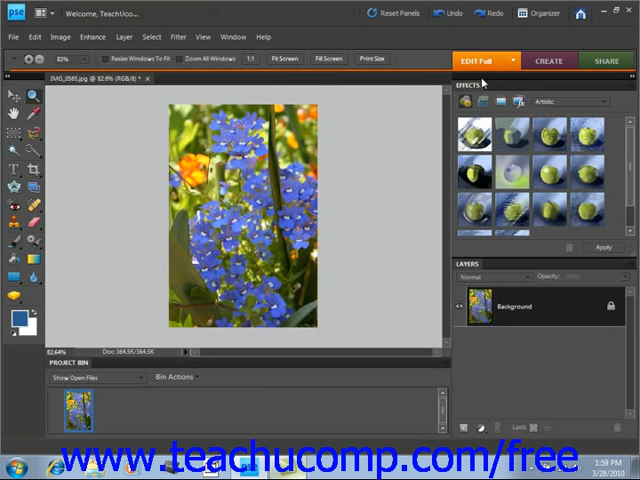 pse Welcome, TeachUco... Reset Panels Undo Redo Organizer
File Edit Image Enhance Layer Select Filter View Window Help
83% Resize Windows To Fit Zoom All Windows 1:1 Fit Screen Fill Screen Print Size EDIT Full CREATE SHARE
IMG_0565.jpg @ 82.6% (RGB/8) *
EFFECTS
Artistic
Apply
LAYERS
Normal Opacity:
Background
82.64% Doc:364.5K/364.5K
PROJECT BIN
Show Open Files Bin Actions
Lock:
www.teachucomp.com/free
1:59 PM
3/28/2010